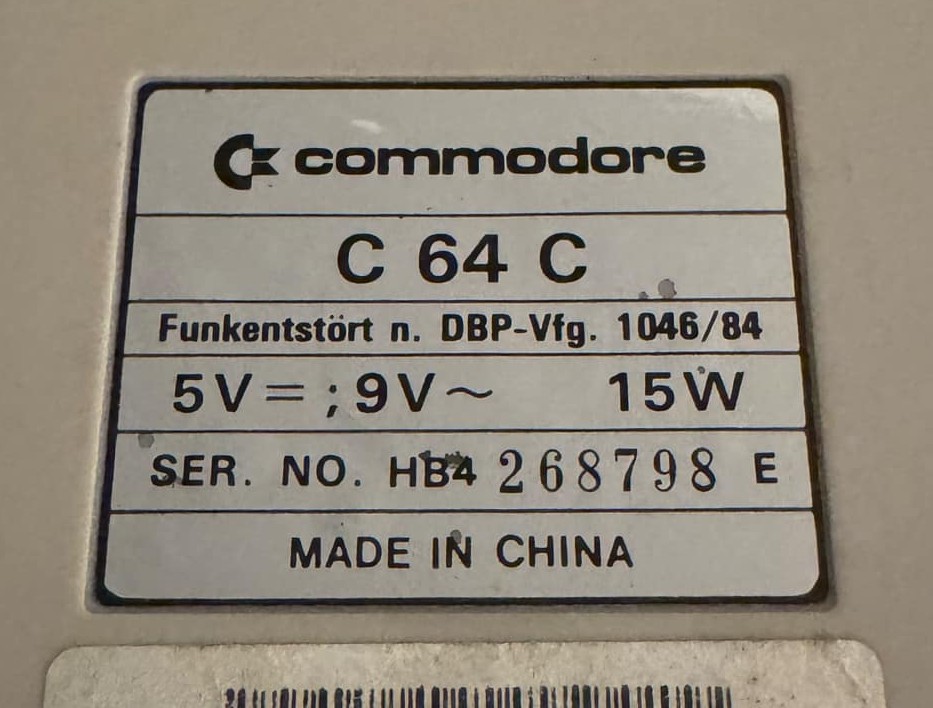 commodore
C 64 C
Funkentstört n. DBP-Vfg. 1046/84
5V⎓ ; 9V~ 15W
SER. NO. HB4 268798 E
MADE IN CHINA